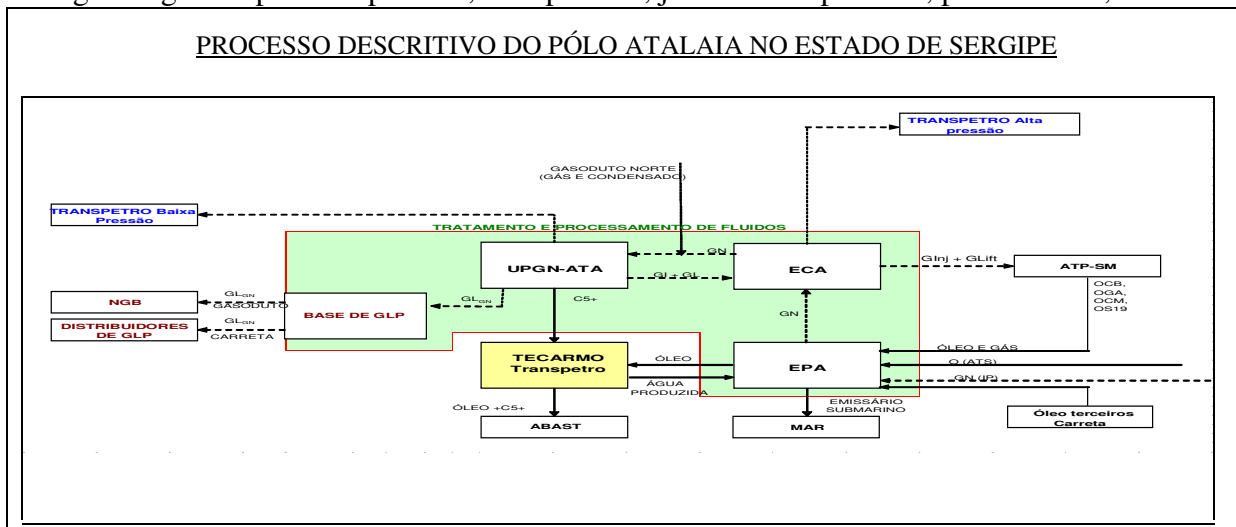 PROCESSO DESCRITIVO DO PÓLO ATALAIA NO ESTADO DE SERGIPE
TRANSPETRO Alta
pressão
GASODUTO NORTE
(GÁS E CONDENSADO)
TRANSPETRO Baixa
Pressão
TRATAMENTO E PROCESSAMENTO DE FLUIDOS
UPGN-ATA
GN
GI + GL
ECA
GInj + GLift
ATP-SM
OCB,
OGA,
OCM,
OS19
NGB
GLGN
GASODUTO
GLGN
C5+
BASE DE GLP
GN
DISTRIBUIDORES
DE GLP
GLGN
CARRETA
TECARMO
Transpetro
ÓLEO
ÁGUA
PRODUZIDA
EPA
ÓLEO E GÁS
O (ATS)
GN (IP)
ÓLEO +C5+
EMISSÁRIO
SUBMARINO
Óleo terceiros
Carreta
ABAST
MAR